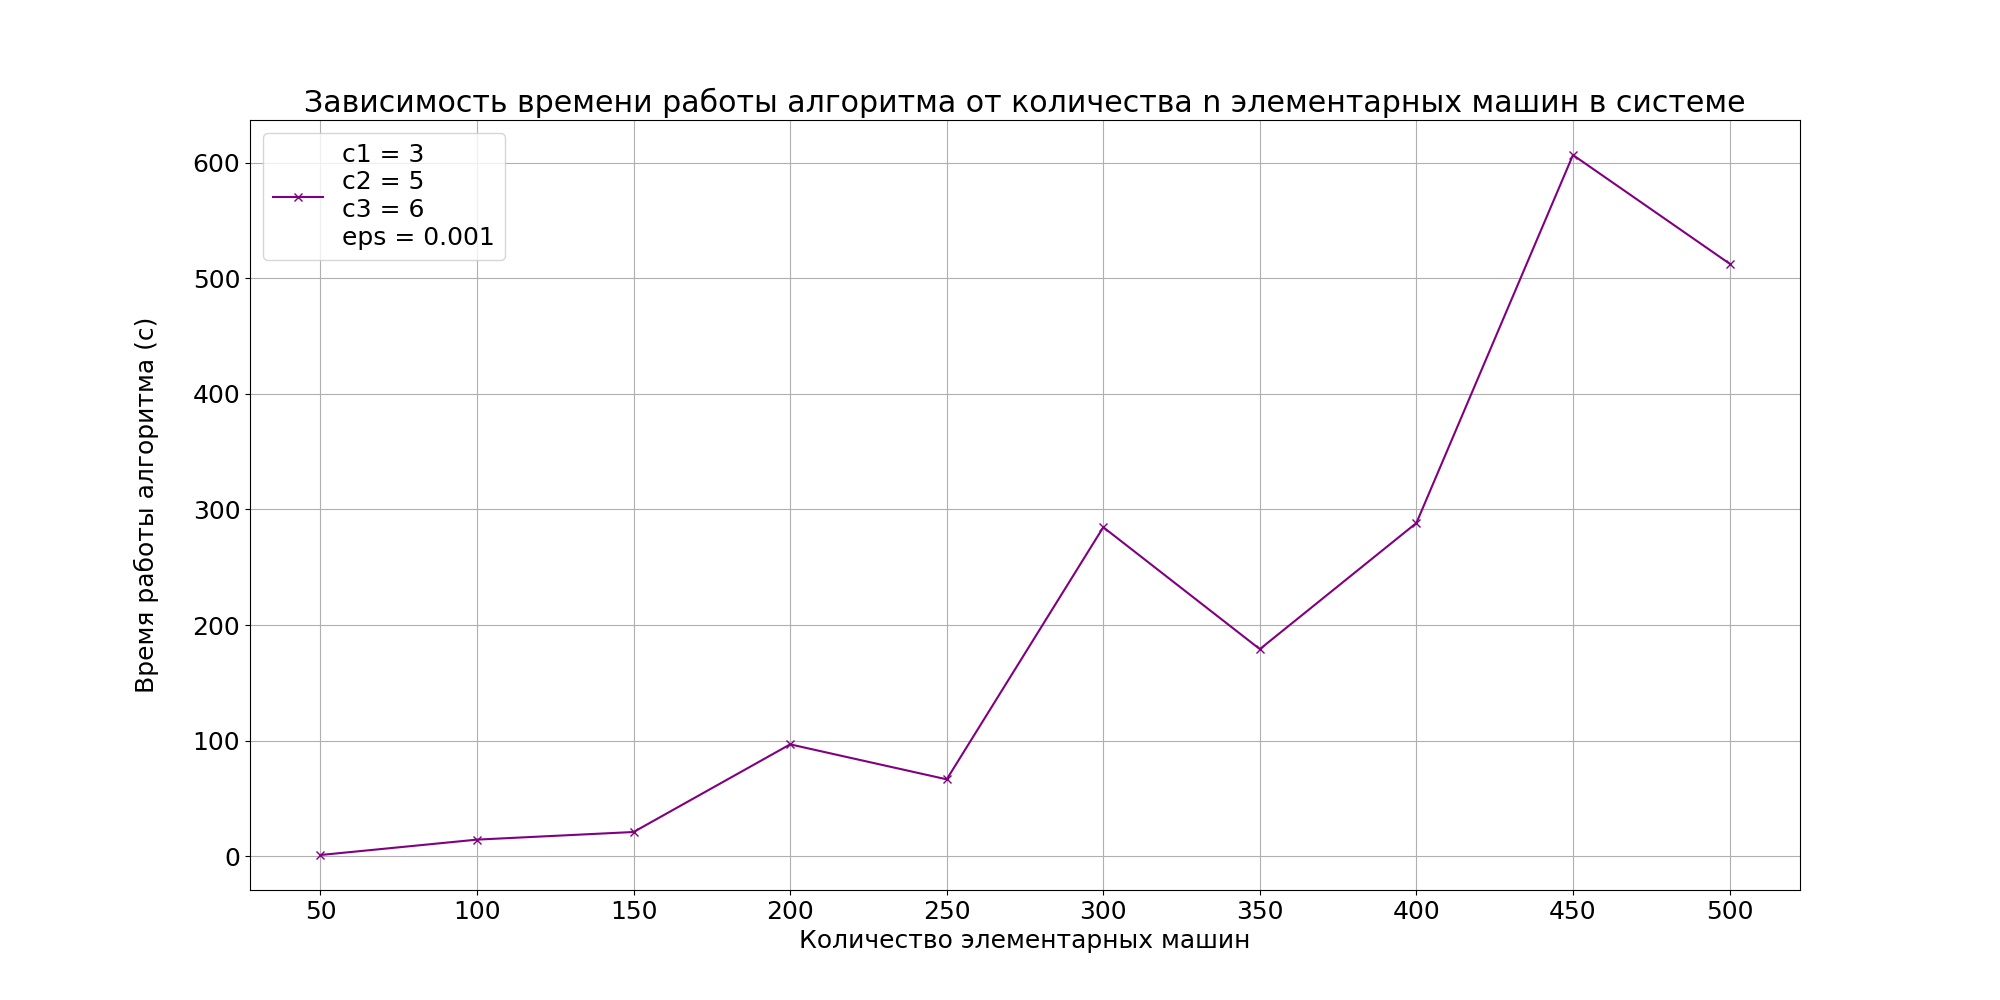 Зависимость времени работы алгоритма от количества n элементарных машин в системе
c1 = 3
c2 = 5
c3 = 6
eps = 0.001
Время работы алгоритма (с)
600
500
400
300
200
100
0
50 100 150 200 250 300 350 400 450 500
Количество элементарных машин